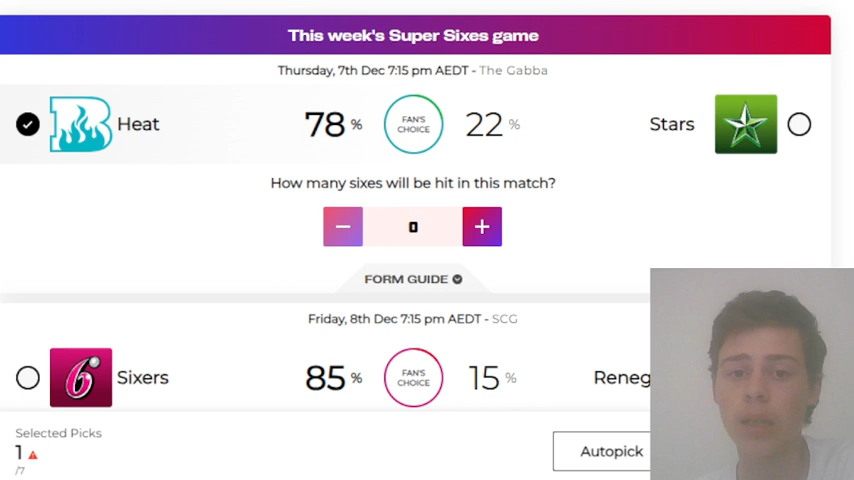 This week's Super Sixes game
Thursday, 7th Dec 7:15 pm AEDT - The Gabba
B Heat 78 % FAN'S CHOICE 22 % Stars
How many sixes will be hit in this match?
− 0 +
FORM GUIDE
Friday, 8th Dec 7:15 pm AEDT - SCG
6 Sixers 85 % FAN'S CHOICE 15 % Reneg
Selected Picks
1
/7
Autopick